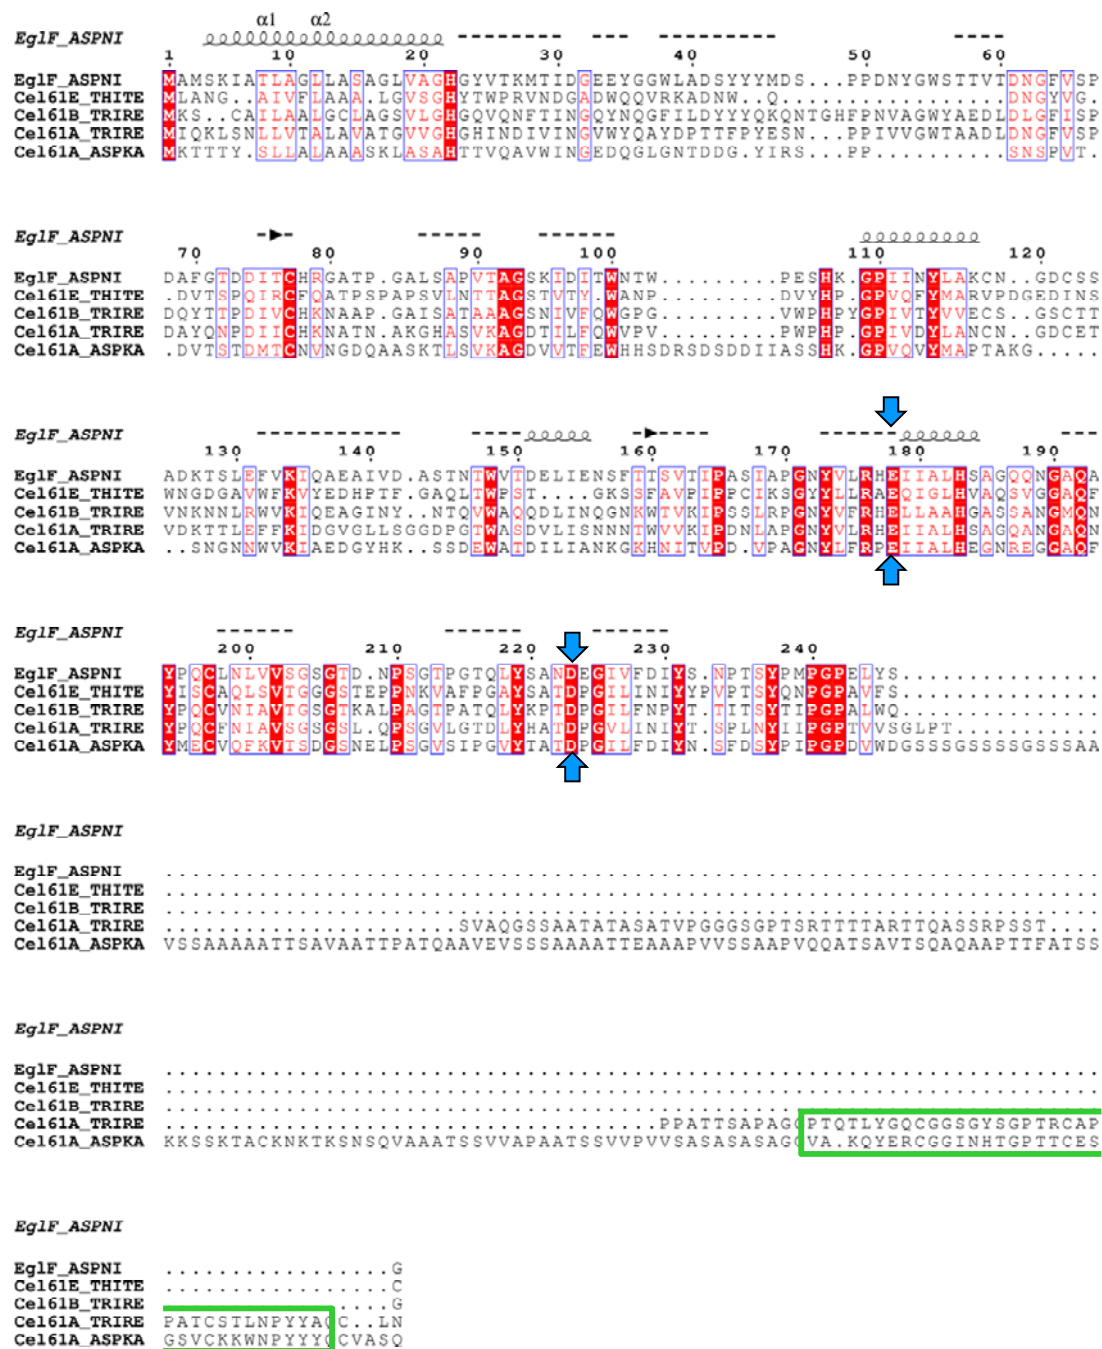 α1 α2
EglF_ASPNI
1 10 20 30 40 50 60
EglF_ASPNI MAMSKIATLAGLLASAGLVAGHGYVTKMTIDGEEYGGWLADSYYYMDS...PPDNYGWSTTVTDNGFVSP
Cel61E_THITE MLANG..AIVFLAAA.LGVSGHYTWPRVNDGADWQQVRKADNW..Q...............DNGYVG.
Cel61B_TRIRE MKS..CAILAALGCLAGSVLGHGQVQNFTINGQYNQGFILDYYYQKQNTGHFPNVAGWYAEDLDLGFISP
Cel61A_TRIRE MIQKLSNLLVTALAVATGVVGHGHINDIVINGVWYQAYDPTTFPYESN...PPIVVGWTAADLDNGFVSP
Cel61A_ASPKA MKTTTY.SLLALAAASKLASAHTTVQAVWINGEDQGLGNTDDG.YIRS...PP..........SNSPVT.
EglF_ASPNI
70 80 90 100 110 120
EglF_ASPNI DAFGTDDITCHRGATP.GALSAPVTAGSKIDITWNTW.........PESHK.GPIINYLAKCN..GDCSS
Cel61E_THITE .DVTSPQIRCFQATPSPAPSVLNTTAGSTVTY.WANP.........DVYHP.GPVQFYMARVPDGEDINS
Cel61B_TRIRE DQYTTPDIVCHKNAAP.GAISATAAAGSNIVFQWGPG.........VWPHPYGPIVTYVVECS..GSCTT
Cel61A_TRIRE DAYQNPDIICHKNATN.AKGHASVKAGDTILFQWVPV.........PWPHP.GPIVDYLANCN..GDCET
Cel61A_ASPKA .DVTSTDMTCNVNGDQAASKTLSVKAGDVVTFEWHHSDRSDSDDIIASSHK.GPVQVYMAPTAKG.....
EglF_ASPNI
130 140 150 160 170 180 190
EglF_ASPNI ADKTSLEFVKIQAEAIVD.ASTNTWVTDELIENSFTTSVTIPASIAPGNYVLRHEIIALHSAGQQNGAQA
Cel61E_THITE WNGDGAVWFKVYEDHPTF.GAQLTWPST....GKSSFAVPIPPCIKSGYYLLRAEQIGLHVAQSVGGAQF
Cel61B_TRIRE VNKNNLRWVKIQEAGINY..NTQVWAQQDLINQGNKWTVKIPSSLRPGNYVFRHELLAAHGASSANGMQN
Cel61A_TRIRE VDKTTLEFFKIDGVGLLSGGDPGTWASDVLISNNNTWVVKIPDNLAPGNYVLRHEIIALHSAGQANGAQN
Cel61A_ASPKA ..SNGNNWVKIAEDGYHK..SSDEWATDILIANKGKHNITVPD.VPAGNYLFRPEIIALHEGNREGGAQF
EglF_ASPNI
200 210 220 230 240
EglF_ASPNI YPQCLNLVVSGSGTD.NPSGTPGTQLYSANDEGIVFDIYS.NPTSYPMPGPELYS...............
Cel61E_THITE YISCAQLSVTGGGSTEPPNKVAFPGAYSATDPGILINIYYPVPTSYQNPGPAVFS...............
Cel61B_TRIRE YPQCVNIAVTGSGTKALPAGTPATQLYKPTDPGILFNPYT.TITSYTIPGPALWQ...............
Cel61A_TRIRE YPQCFNIAVSGSGSL.QPSGVLGTDLYHATDPGVLINIYT.SPLNYIIPGPTVVSGLPT...........
Cel61A_ASPKA YMECVQFKVTSDGSNELPSGVSIPGVYTATDPGILFDIYN.SFDSYPIPGPDVWDGSSSGSSSSGSSSAA
EglF_ASPNI
EglF_ASPNI ......................................................................
Cel61E_THITE ......................................................................
Cel61B_TRIRE ......................................................................
Cel61A_TRIRE ......................SVAQGSSAATATASATVPGGGSGPTSRTTTTARTTQASSRPSST....
Cel61A_ASPKA VSSAAAAATTSAVAATTPATQAAVEVSSSAAAATTEAAAPVVSSAAPVQQATSAVTSQAQAAPTTFATSS
EglF_ASPNI
EglF_ASPNI ......................................................................
Cel61E_THITE ......................................................................
Cel61B_TRIRE ......................................................................
Cel61A_TRIRE .....................................PPATTSAPAGCPTQTLYGQCGGSGYSGPTRCAP
Cel61A_ASPKA KKSSKTACKNKTKSNSQVAAATSSVVAPAATSSVVPVVSASASASAGCVA.KQYERCGGINHTGPTTCES
EglF_ASPNI
EglF_ASPNI .................G
Cel61E_THITE .................C
Cel61B_TRIRE .................G
Cel61A_TRIRE PATCSTLNPYYAQC..LN
Cel61A_ASPKA GSVCKKWNPYYYQCVASQ